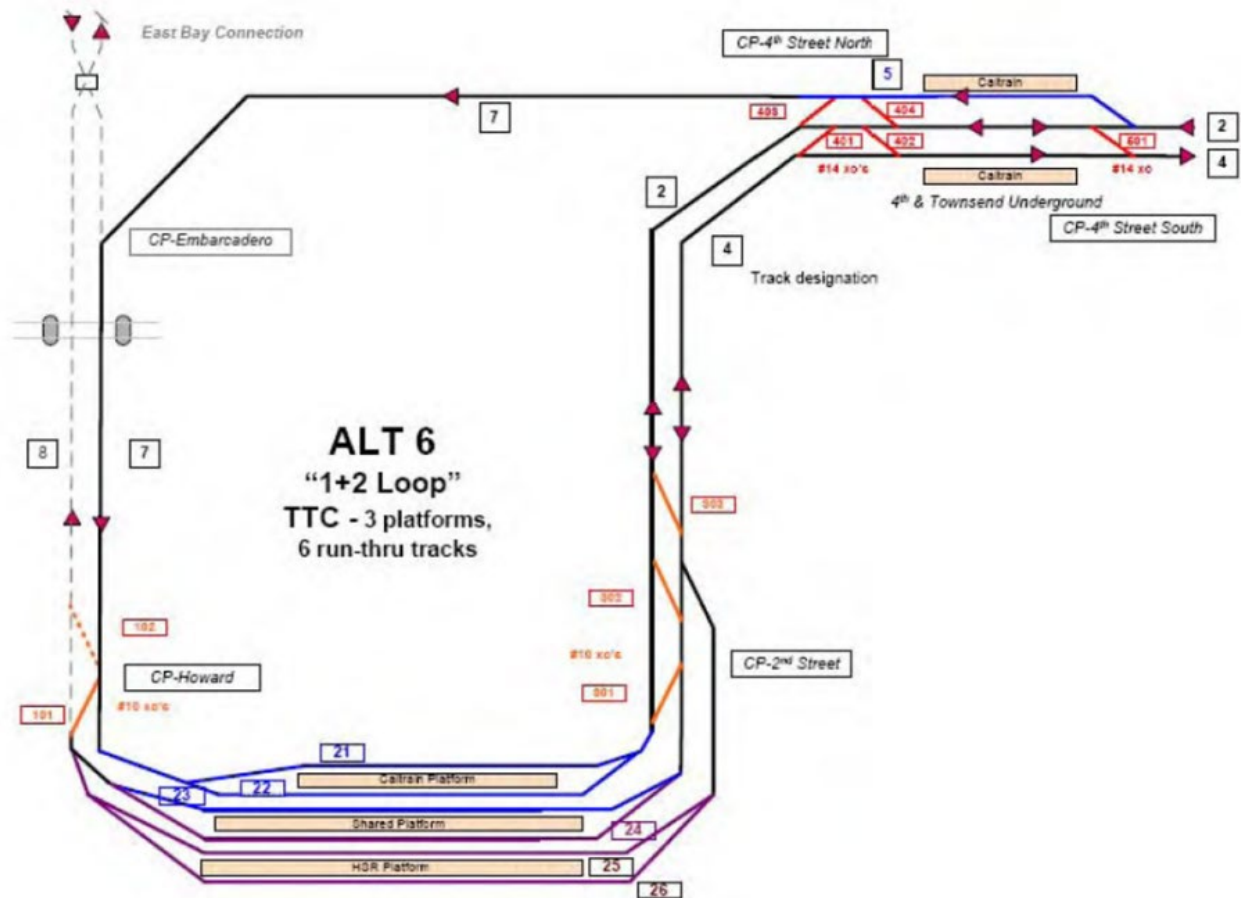 East Bay Connection
CP-4th Street North
5
Caltrain
7
405
404
2
401
402
601
4
#14 xo's
Caltrain
#14 xo
4th & Townsend Underground
CP-4th Street South
2
4
Track designation
CP-Embarcadero
8
7
ALT 6
“1+2 Loop”
TTC - 3 platforms,
6 run-thru tracks
102
CP-Howard
#10 xo's
101
#10 xo's
CP-2nd Street
21
Caltrain Platform
23
22
Shared Platform
24
HSR Platform
25
26